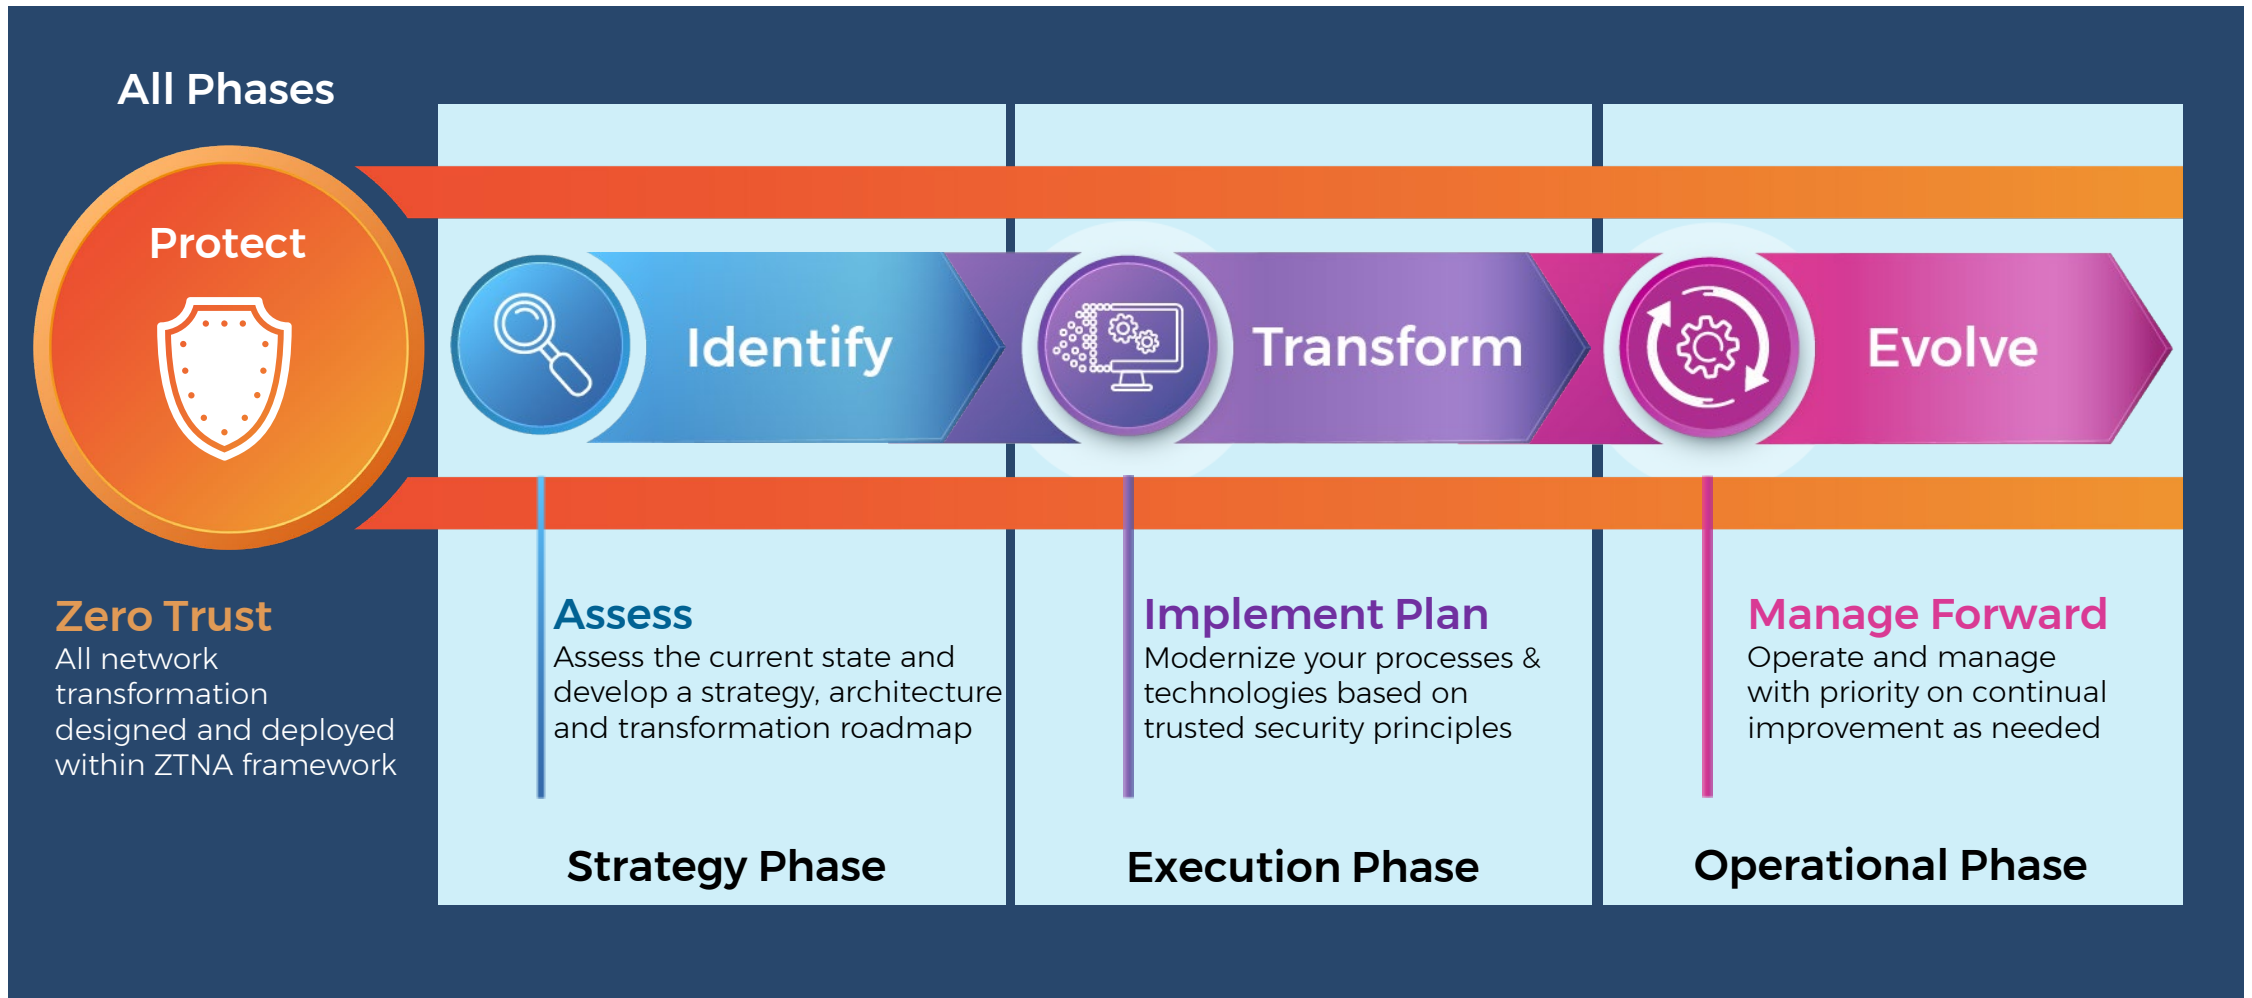 All Phases
Protect
Zero Trust
All network
transformation
designed and deployed
within ZTNA framework
Identify
Assess
Assess the current state and
develop a strategy, architecture
and transformation roadmap
Strategy Phase
Transform
Implement Plan
Modernize your processes &
technologies based on
trusted security principles
Execution Phase
Evolve
Manage Forward
Operate and manage
with priority on continual
improvement as needed
Operational Phase